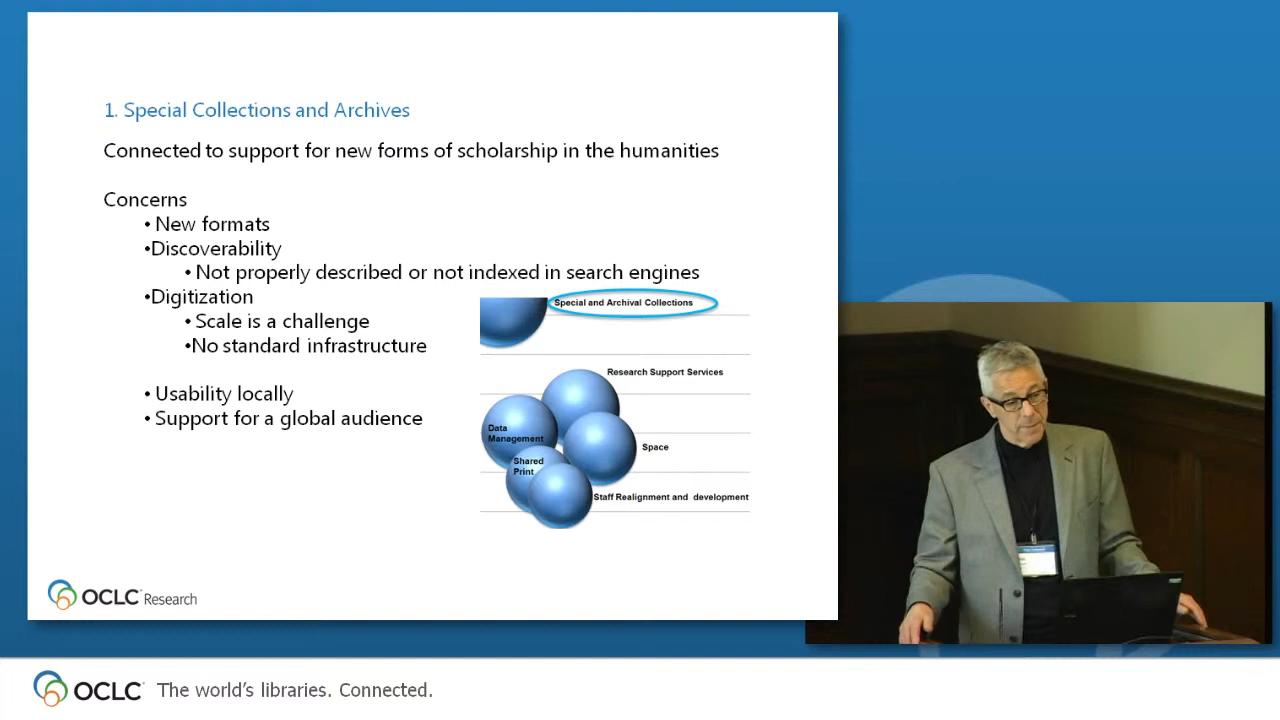 1. Special Collections and Archives
Connected to support for new forms of scholarship in the humanities
Concerns
• New formats
•Discoverability
• Not properly described or not indexed in search engines
•Digitization
• Scale is a challenge
•No standard infrastructure
• Usability locally
• Support for a global audience
Special and Archival Collections
Research Support Services
Data
Management
Space
Shared
Print
Staff Realignment and development
OCLC Research
OCLC The world's libraries. Connected.